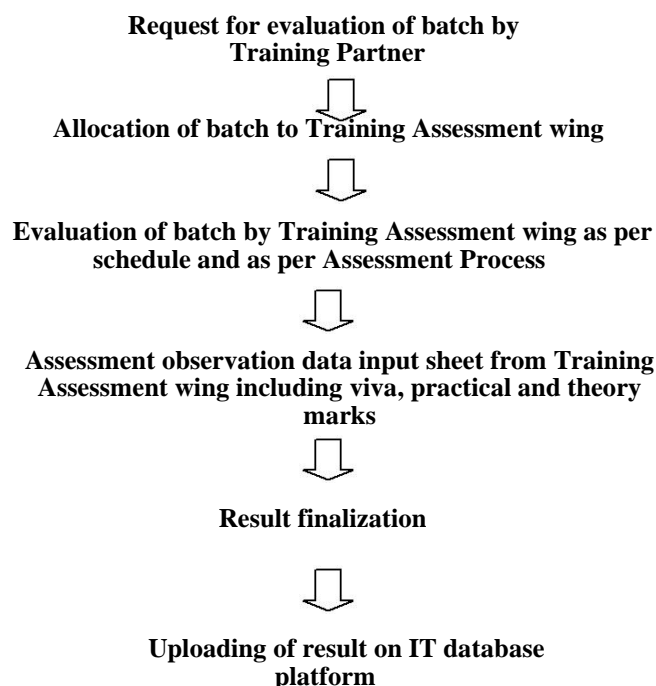 Request for evaluation of batch by
Training Partner
Allocation of batch to Training Assessment wing
Evaluation of batch by Training Assessment wing as per
schedule and as per Assessment Process
Assessment observation data input sheet from Training
Assessment wing including viva, practical and theory
marks
Result finalization
Uploading of result on IT database
platform